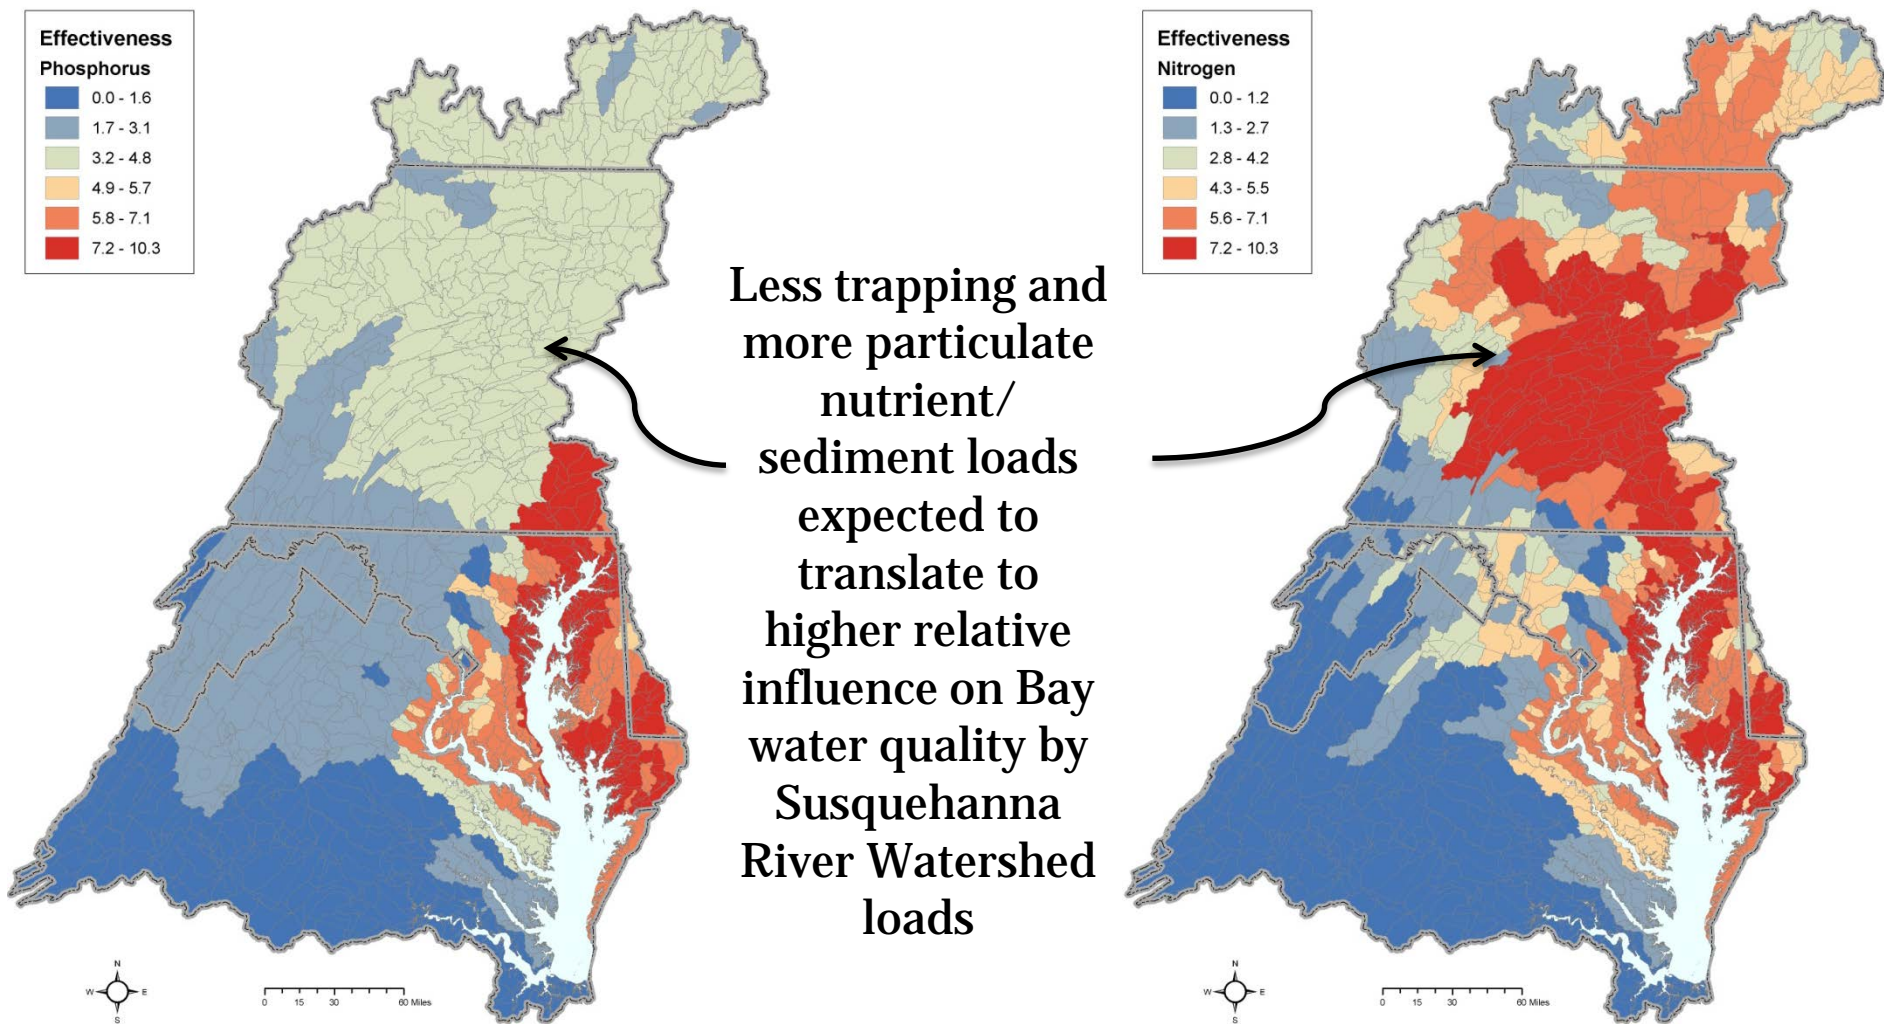 Effectiveness
Phosphorus
0.0 - 1.6
1.7 - 3.1
3.2 - 4.8
4.9 - 5.7
5.8 - 7.1
7.2 - 10.3
Less trapping and
more particulate
nutrient/
sediment loads
expected to
translate to
higher relative
influence on Bay
water quality by
Susquehanna
River Watershed
loads
Effectiveness
Nitrogen
0.0 - 1.2
1.3 - 2.7
2.8 - 4.2
4.3 - 5.5
5.6 - 7.1
7.2 - 10.3
N
W E
S
0 15 30 60 Miles
N
W E
S
0 15 30 60 Miles